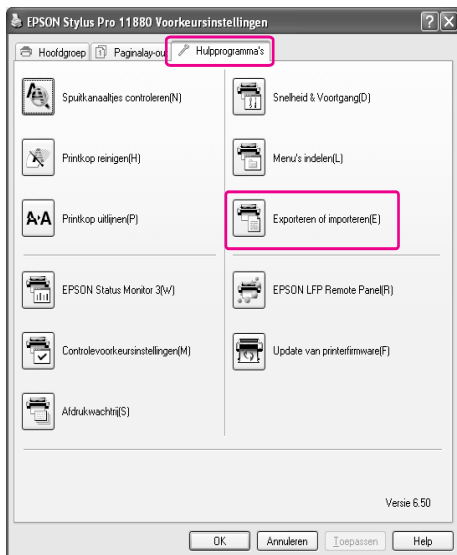 EPSON Stylus Pro 11880 Voorkeursinstellingen
Hoofdgroep Paginalay-ou Hulpprogramma's
Spuitkanaaltjes controleren(N)
Snelheid & Voortgang(D)
Printkop reinigen(H)
Menu's indelen(L)
Printkop uitlijnen(P)
Exporteren of importeren(E)
EPSON Status Monitor 3(W)
EPSON LFP Remote Panel(R)
Controlevoorkeursinstellingen(M)
Update van printerfirmware(F)
Afdrukwachtrij(S)
Versie 6.50
OK Annuleren Toepassen Help